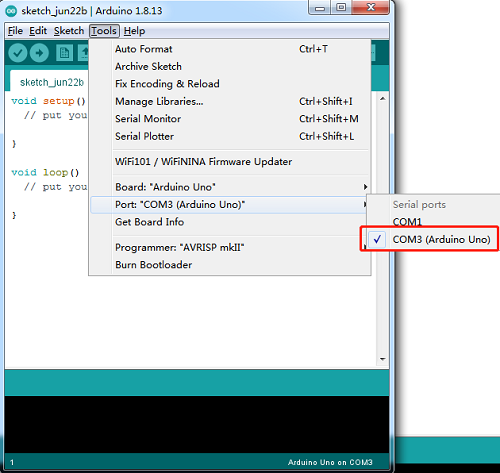 sketch_jun22b | Arduino 1.8.13
File Edit Sketch Tools Help
Auto Format Ctrl+T
Archive Sketch
Fix Encoding & Reload
Manage Libraries... Ctrl+Shift+I
Serial Monitor Ctrl+Shift+M
Serial Plotter Ctrl+Shift+L
WiFi101 / WiFiNINA Firmware Updater
Board: "Arduino Uno"
Port: "COM3 (Arduino Uno)"
Get Board Info
Programmer: "AVRISP mkII"
Burn Bootloader
Serial ports
COM1
COM3 (Arduino Uno)
sketch_jun22b
void setup()
// put you
}
void loop()
// put you
}
1 Arduino Uno on COM3